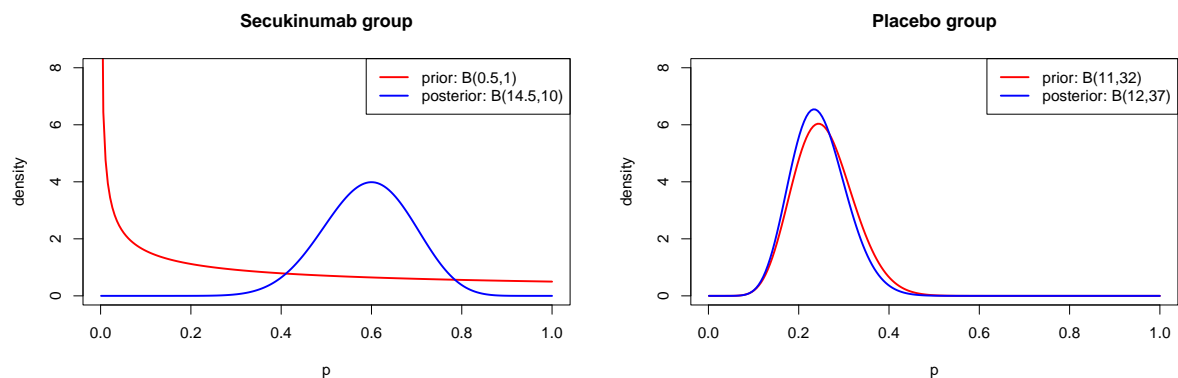 Secukinumab group
prior: B(0.5,1)
posterior: B(14.5,10)
density
0
2
4
6
8
0.0
0.2
0.4
0.6
0.8
1.0
p
Placebo group
prior: B(11,32)
posterior: B(12,37)
density
0
2
4
6
8
0.0
0.2
0.4
0.6
0.8
1.0
p